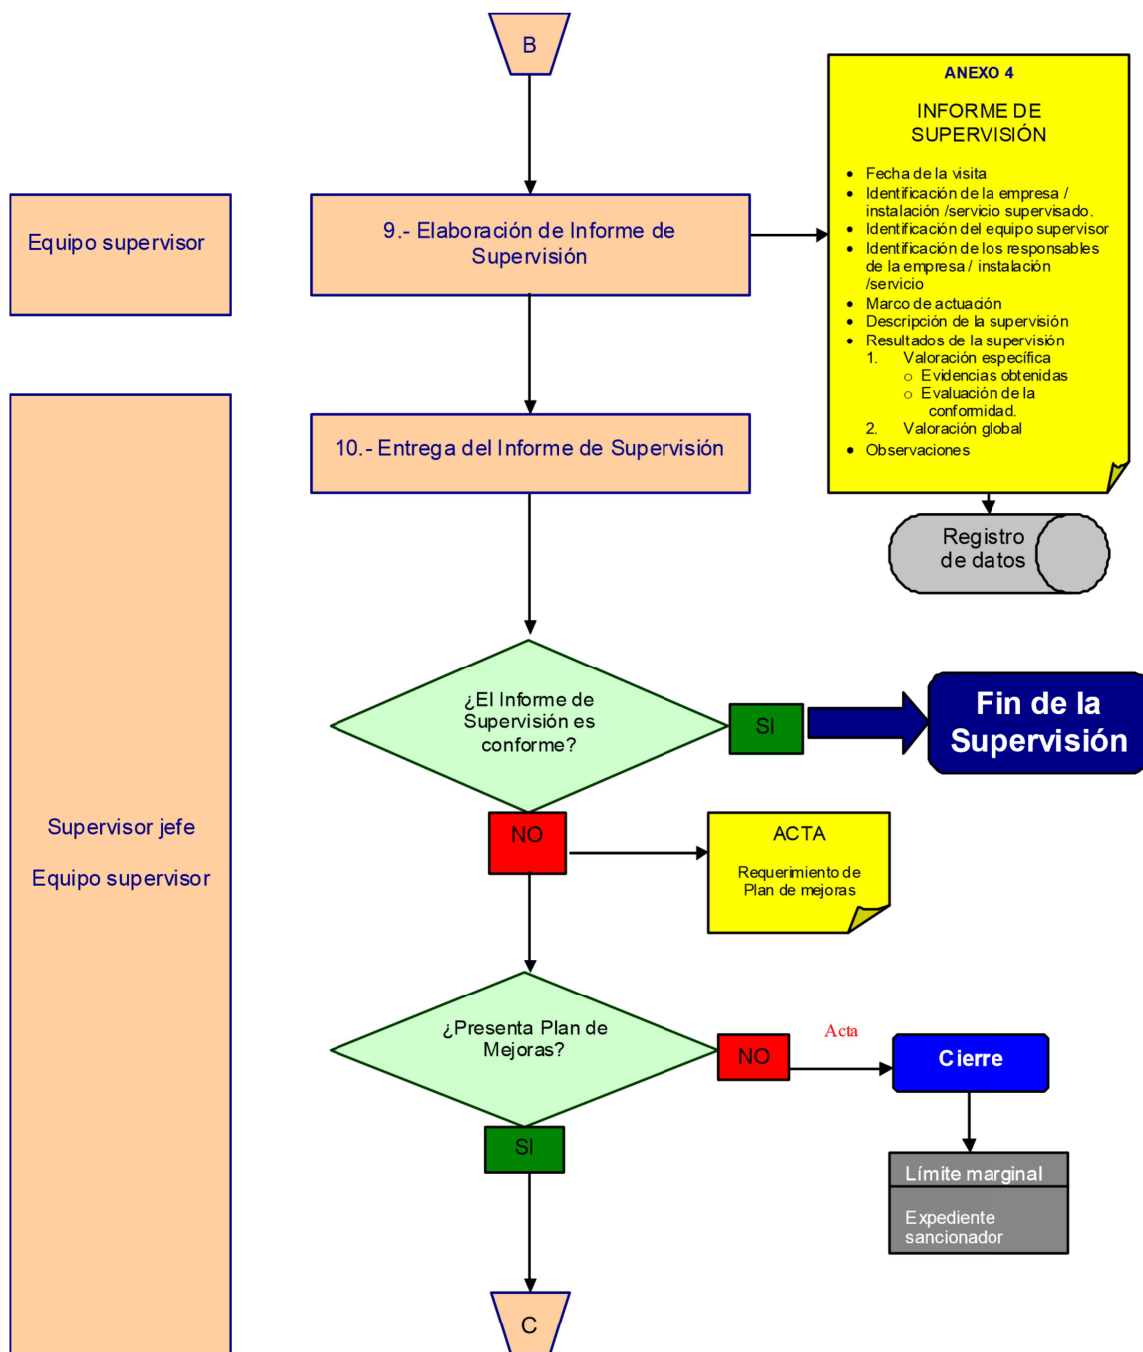 B
ANEXO 4
INFORME DE
SUPERVISIÓN
• Fecha de la visita
• Identificación de la empresa /
instalación /servicio supervisado.
• Identificación del equipo supervisor
• Identificación de los responsables
de la empresa / instalación
/servicio
• Marco de actuación
• Descripción de la supervisión
• Resultados de la supervisión
1. Valoración específica
o Evidencias obtenidas
o Evaluación de la
conformidad.
2. Valoración global
• Observaciones
Equipo supervisor
9.- Elaboración de Informe de
Supervisión
10.- Entrega del Informe de Supervisión
Registro
de datos
¿El Informe de
Supervisión es
conforme?
SI
Fin de la
Supervisión
NO
ACTA
Requerimiento de
Plan de mejoras
Supervisor jefe
Equipo supervisor
¿Presenta Plan de
Mejoras?
NO
Acta
Cierre
SI
Límite marginal
Expediente
sancionador
C